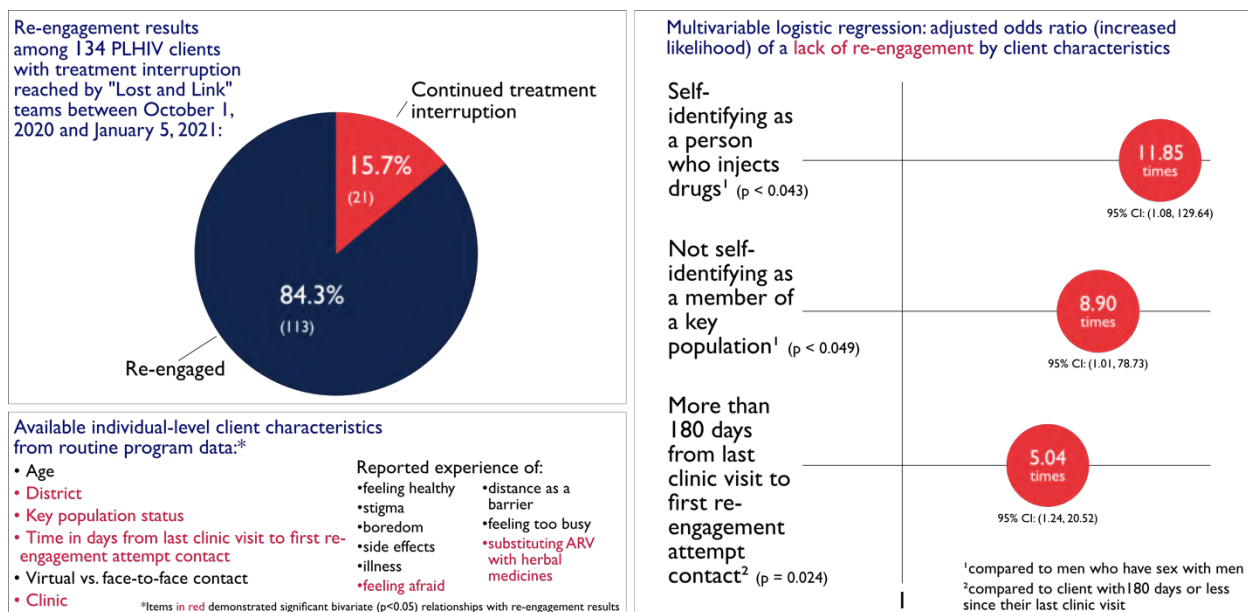 Re-engagement results
among 134 PLHIV clients
with treatment interruption
reached by "Lost and Link"
teams between October 1,
2020 and January 5, 2021:
Continued treatment
interruption
15.7%
(21)
84.3%
(113)
Re-engaged
Available individual-level client characteristics
from routine program data:*
• Age
• District
• Key population status
• Time in days from last clinic visit to first re-
engagement attempt contact
• Virtual vs. face-to-face contact
• Clinic
Reported experience of:
•feeling healthy
•stigma
•boredom
•side effects
•illness
•feeling afraid
•distance as a
barrier
•feeling too busy
•substituting ARV
with herbal
medicines
*Items in red demonstrated significant bivariate (p<0.05) relationships with re-engagement results
Multivariable logistic regression: adjusted odds ratio (increased
likelihood) of a lack of re-engagement by client characteristics
Self-
identifying as
a person
who injects
drugs¹ (p < 0.043)
11.85
times
95% CI: (1.08, 129.64)
Not self-
identifying as
a member of
a key
population¹ (p < 0.049)
8.90
times
95% CI: (1.01, 78.73)
More than
180 days
from last
clinic visit to
first re-
engagement
attempt
contact² (p = 0.024)
5.04
times
95% CI: (1.24, 20.52)
1
¹compared to men who have sex with men
²compared to client with180 days or less
since their last clinic visit